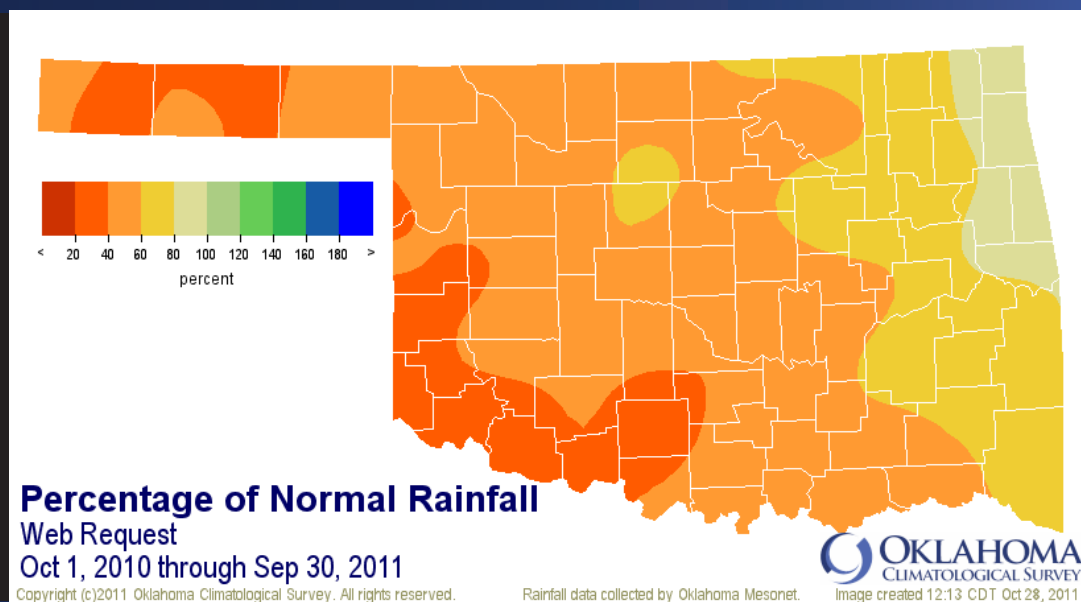 < 20 40 60 80 100 120 140 160 180 >
percent
Percentage of Normal Rainfall
Web Request
Oct 1, 2010 through Sep 30, 2011
OKLAHOMA
CLIMATOLOGICAL SURVEY
Copyright (c)2011 Oklahoma Climatological Survey. All rights reserved. Rainfall data collected by Oklahoma Mesonet. Image created 12:13 CDT Oct 28, 2011